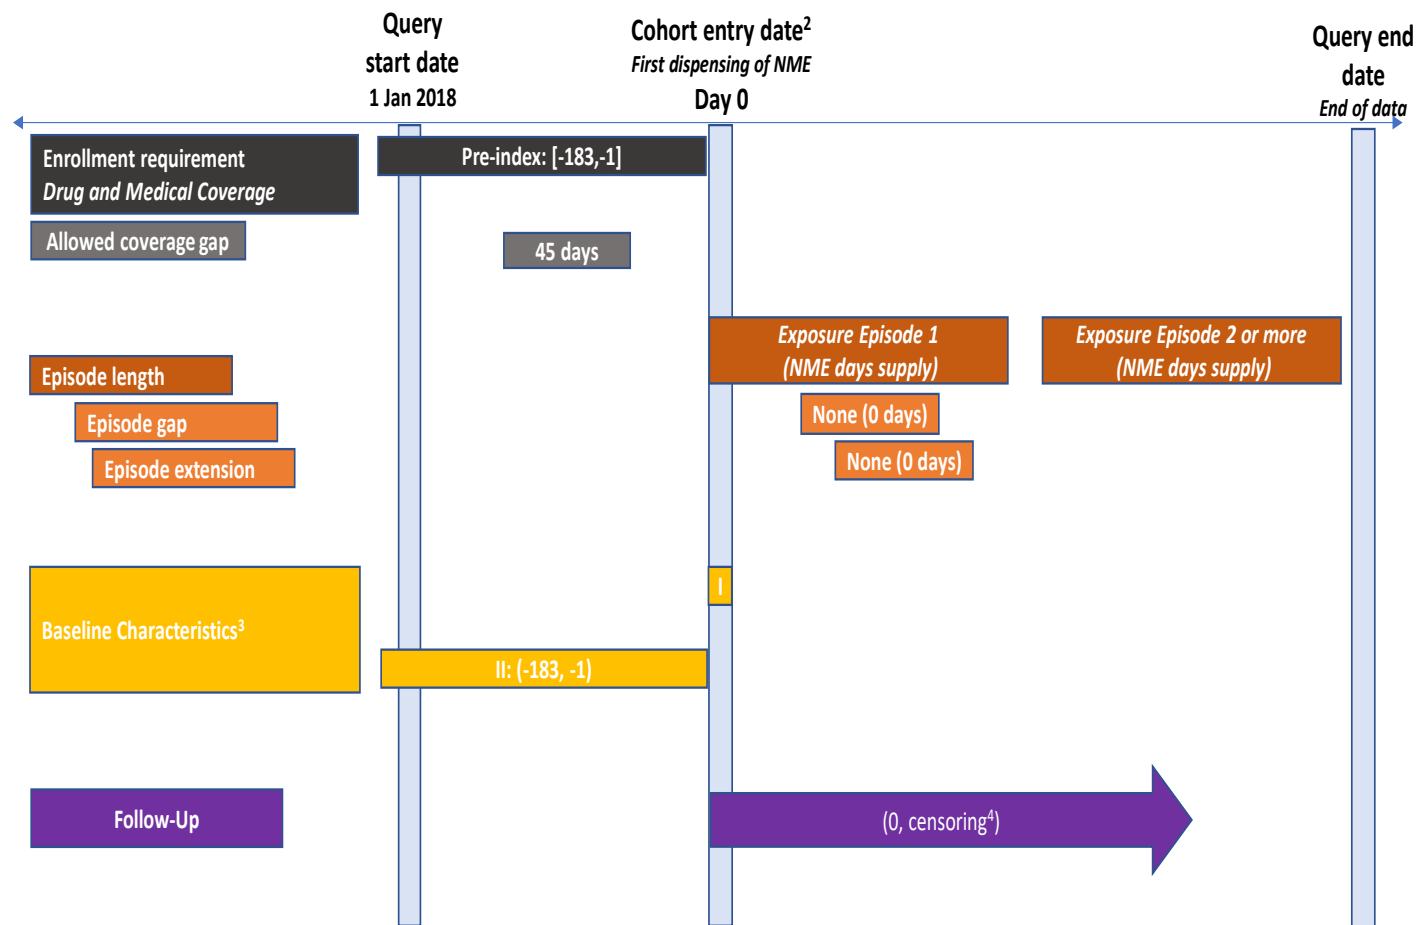 Query
start date
1 Jan 2018
Cohort entry date2
First dispensing of NME
Day 0
Query end
date
End of data
Enrollment requirement
Drug and Medical Coverage
Pre-index: [-183,-1]
Allowed coverage gap
45 days
Exposure Episode 1
(NME days supply)
Exposure Episode 2 or more
(NME days supply)
Episode length
Episode gap
None (0 days)
Episode extension
None (0 days)
Baseline Characteristics3
I
II: (-183, -1)
Follow-Up
(0, censoring4)